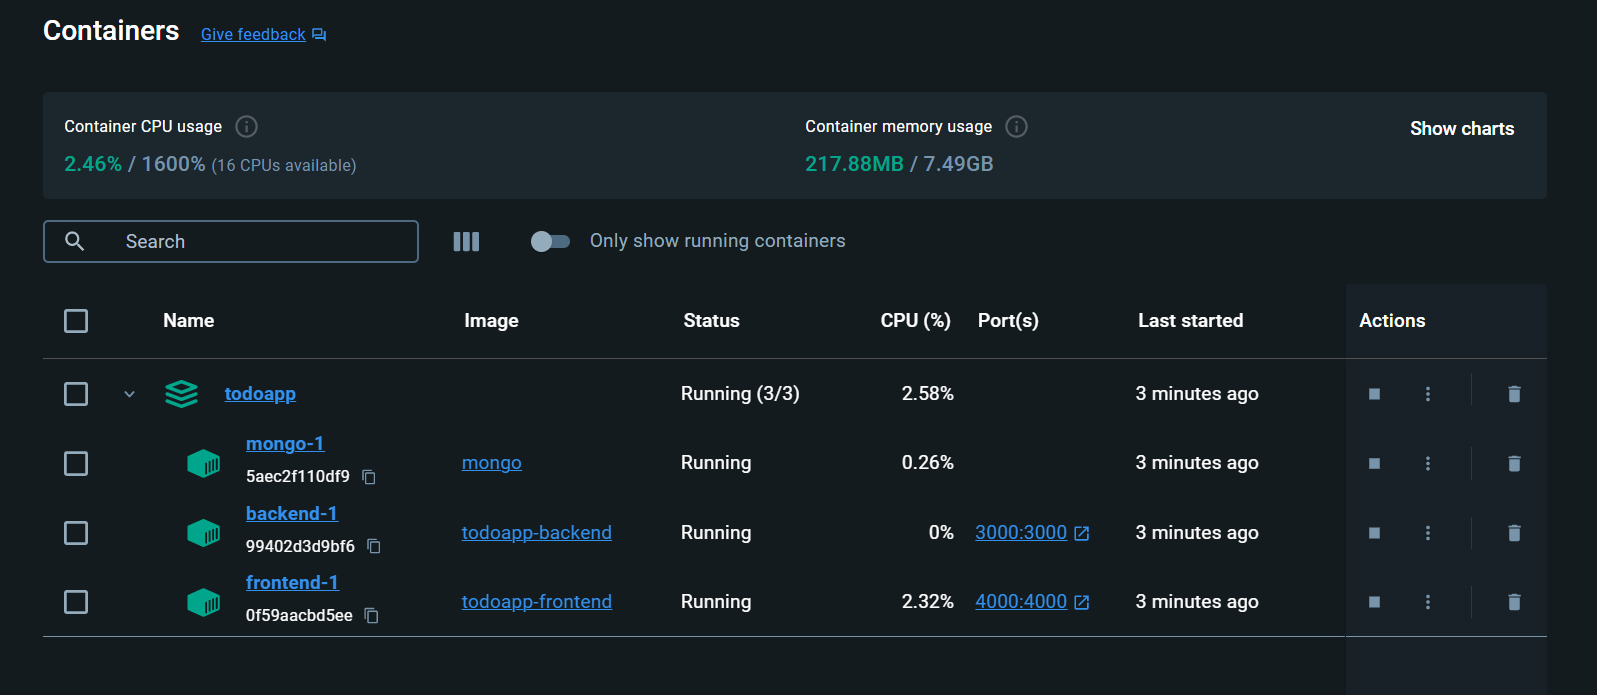 Containers Give feedback
Container CPU usage
2.46% / 1600% (16 CPUs available)
Container memory usage
217.88MB / 7.49GB
Show charts
Search
Only show running containers
Name Image Status CPU (%) Port(s) Last started Actions
todoapp Running (3/3) 2.58% 3 minutes ago
mongo-1
5aec2f110df9
mongo Running 0.26% 3 minutes ago
backend-1
99402d3d9bf6
todoapp-backend Running 0% 3000:3000 3 minutes ago
frontend-1
0f59aacbd5ee
todoapp-frontend Running 2.32% 4000:4000 3 minutes ago